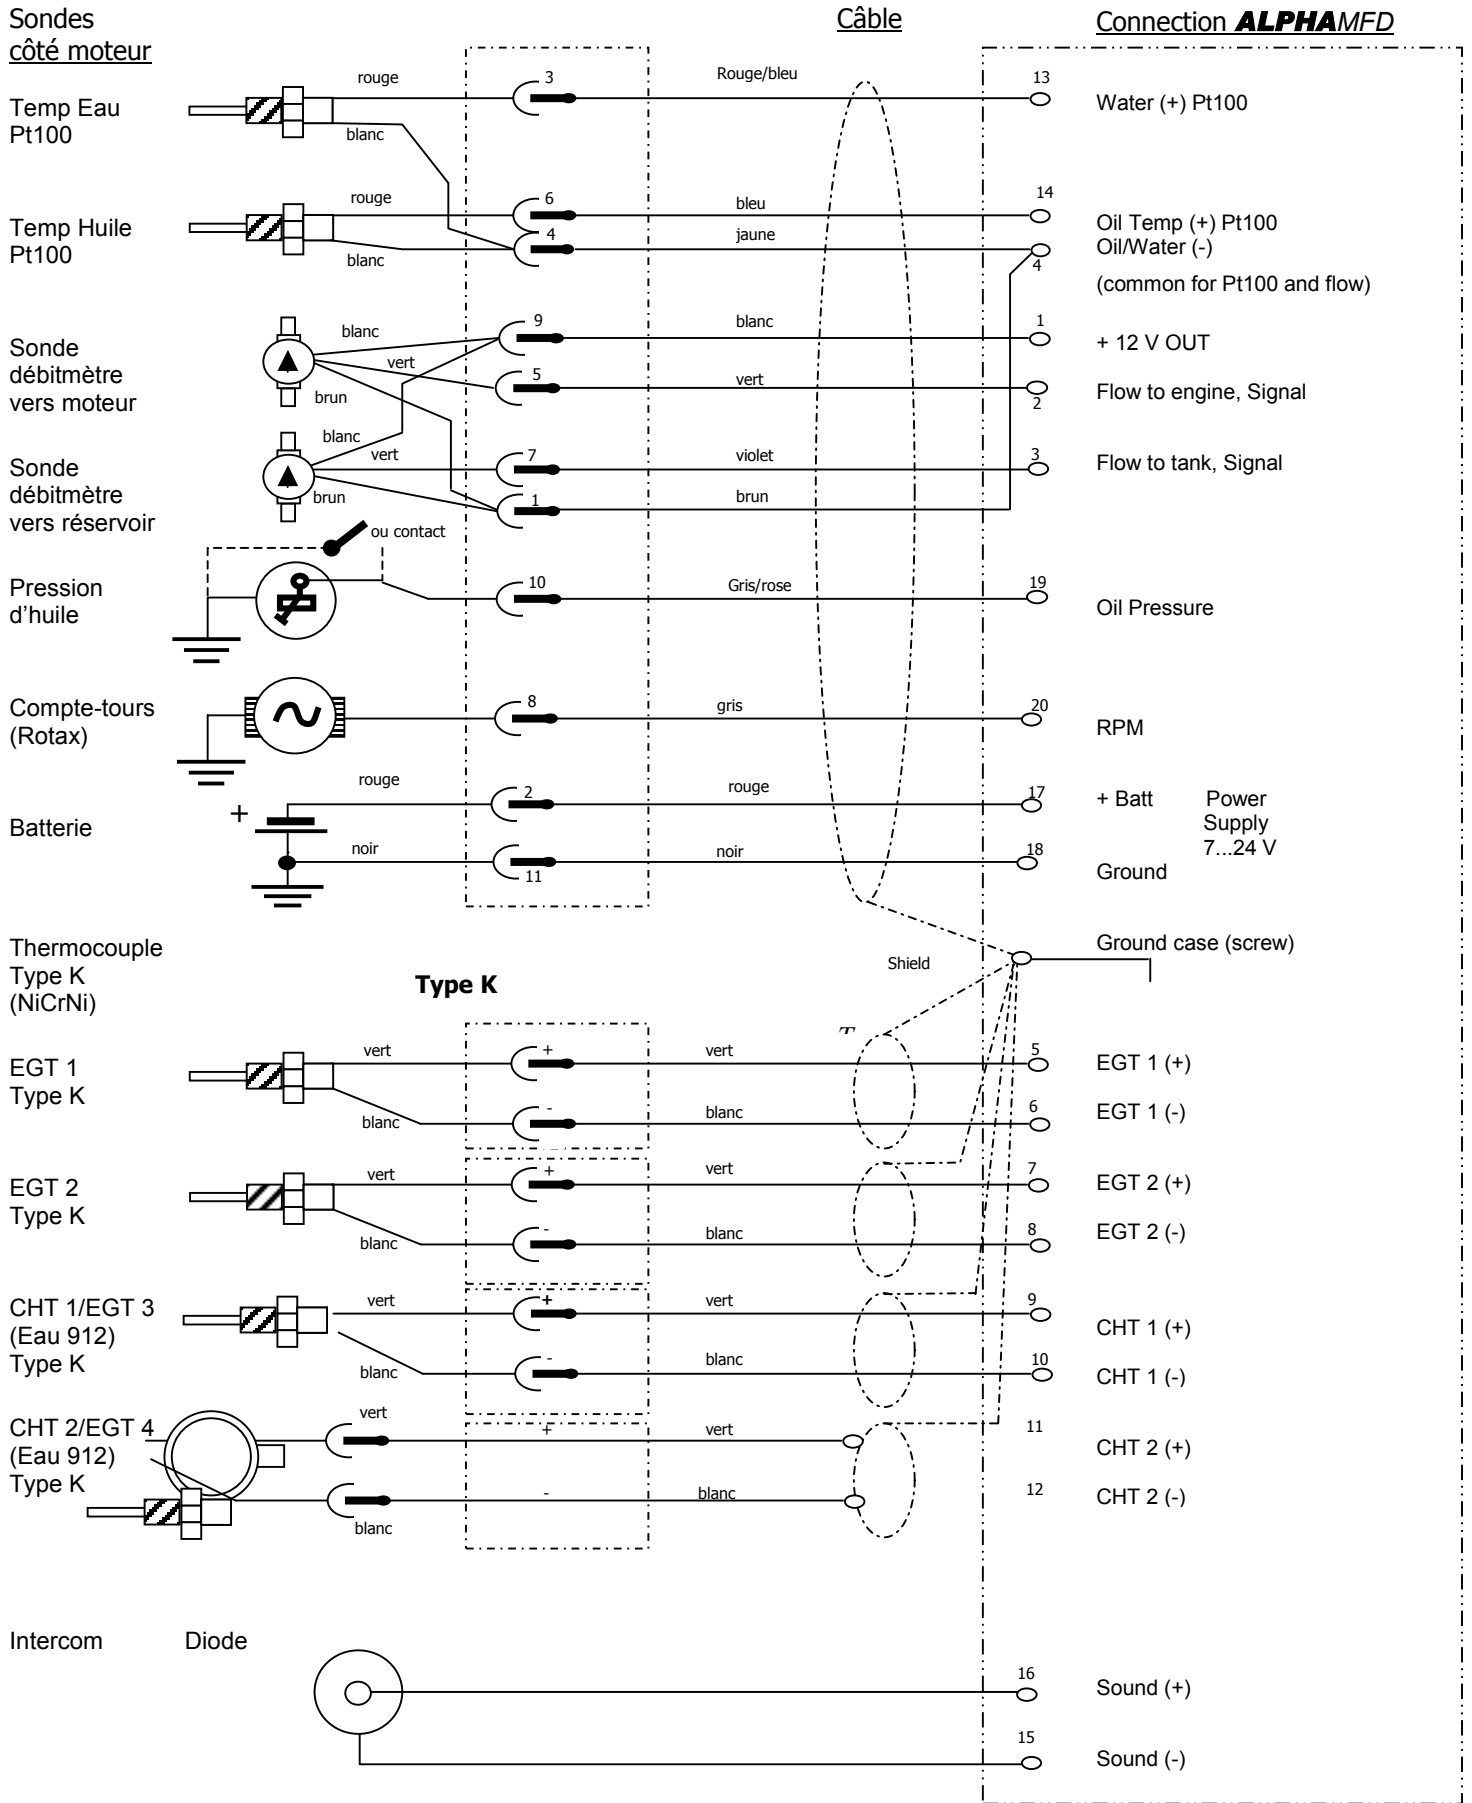 Sondes
côté moteur
Câble
Connection ALPHAMFD
Temp Eau
Pt100
rouge
blanc
3
Rouge/bleu
13
Water (+) Pt100
Temp Huile
Pt100
rouge
blanc
6
4
bleu
jaune
14
4
Oil Temp (+) Pt100
Oil/Water (-)
(common for Pt100 and flow)
Sonde
débitmètre
vers moteur
blanc
vert
brun
9
5
blanc
vert
1
2
+ 12 V OUT
Flow to engine, Signal
Sonde
débitmètre
vers réservoir
blanc
vert
brun
7
1
violet
brun
3
Flow to tank, Signal
ou contact
Pression
d’huile
10
Gris/rose
19
Oil Pressure
Compte-tours
(Rotax)
8
gris
20
RPM
Batterie
+
rouge
noir
2
11
rouge
noir
17
18
+ Batt
Power
Supply
7...24 V
Ground
Thermocouple
Type K
(NiCrNi)
Type K
Shield
Ground case (screw)
EGT 1
Type K
vert
blanc
+
-
vert
blanc
5
6
EGT 1 (+)
EGT 1 (-)
EGT 2
Type K
vert
blanc
+
-
vert
blanc
7
8
EGT 2 (+)
EGT 2 (-)
CHT 1/EGT 3
(Eau 912)
Type K
vert
blanc
+
-
vert
blanc
9
10
CHT 1 (+)
CHT 1 (-)
CHT 2/EGT 4
(Eau 912)
Type K
vert
blanc
+
-
vert
blanc
11
12
CHT 2 (+)
CHT 2 (-)
Intercom
Diode
16
15
Sound (+)
Sound (-)